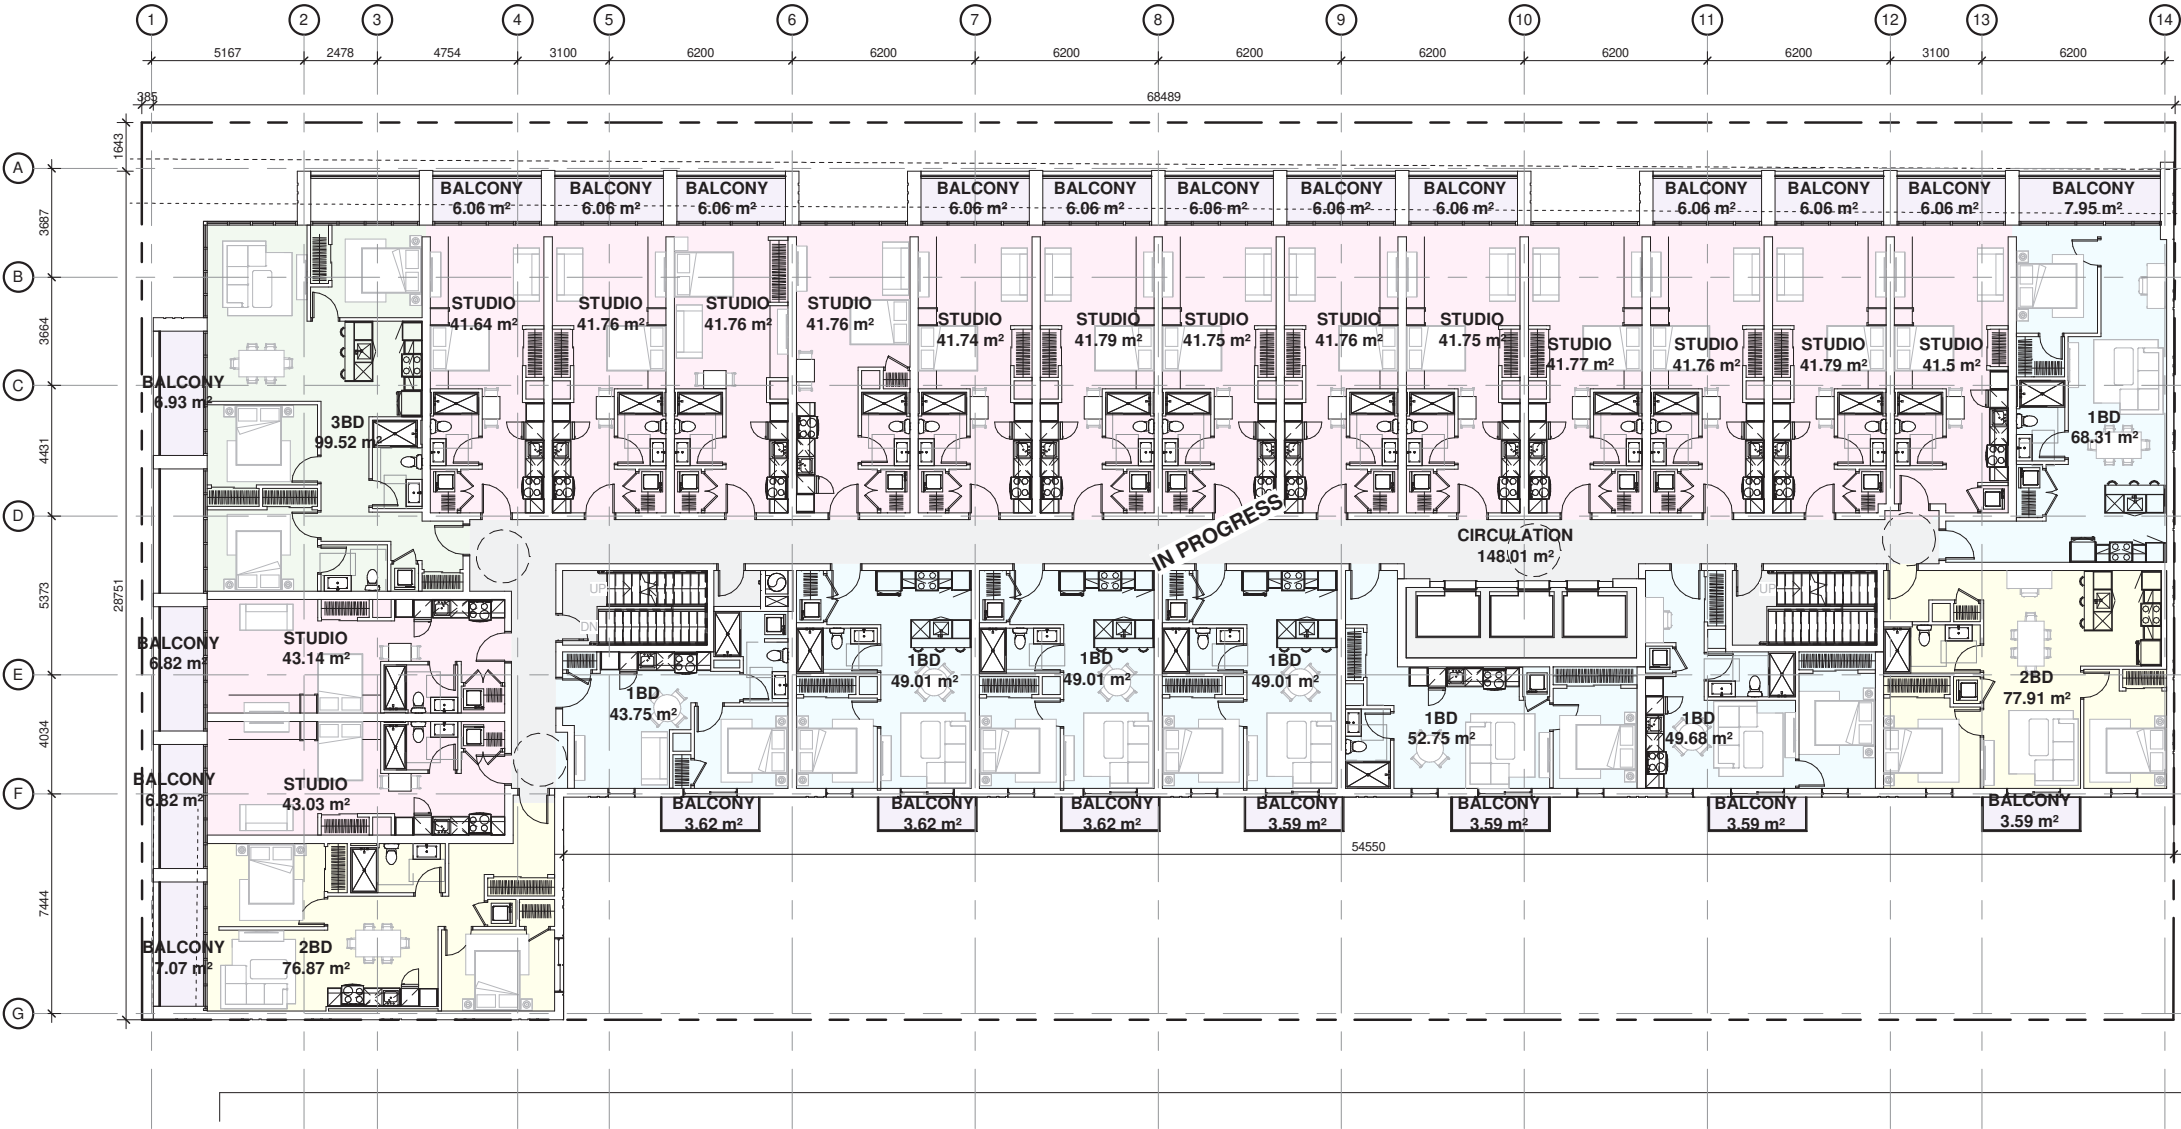 1 2 3 4 5 6 7 8 9 10 11 12 13 14
5167 2478 4754 3100 6200 6200 6200 6200 6200 6200 6200 3100 6200
385 68489
1643
A
BALCONY BALCONY BALCONY BALCONY BALCONY BALCONY BALCONY BALCONY BALCONY BALCONY BALCONY BALCONY
6.06 m² 6.06 m² 6.06 m² 6.06 m² 6.06 m² 6.06 m² 6.06 m² 6.06 m² 6.06 m² 6.06 m² 6.06 m² 7.95 m²
3687
B
STUDIO
41.64 m²
STUDIO
41.76 m²
STUDIO
41.76 m²
STUDIO
41.76 m²
STUDIO
41.74 m²
STUDIO
41.79 m²
STUDIO
41.75 m²
STUDIO
41.76 m²
STUDIO
41.75 m²
STUDIO
41.77 m²
STUDIO
41.76 m²
STUDIO
41.79 m²
STUDIO
41.5 m²
3664
C
BALCONY
6.93 m²
3BD
99.52 m²
1BD
68.31 m²
4431
D
IN PROGRESS
CIRCULATION
148.01 m²
5373
28751
UP
DN
UP
BALCONY
6.82 m²
STUDIO
43.14 m²
E
1BD
43.75 m²
1BD
49.01 m²
1BD
49.01 m²
1BD
49.01 m²
1BD
52.75 m²
1BD
49.68 m²
2BD
77.91 m²
4034
BALCONY
6.82 m²
STUDIO
43.03 m²
F
BALCONY BALCONY BALCONY BALCONY BALCONY BALCONY BALCONY
3.62 m² 3.62 m² 3.62 m² 3.59 m² 3.59 m² 3.59 m² 3.59 m²
54550
7444
BALCONY
7.07 m²
2BD
76.87 m²
G